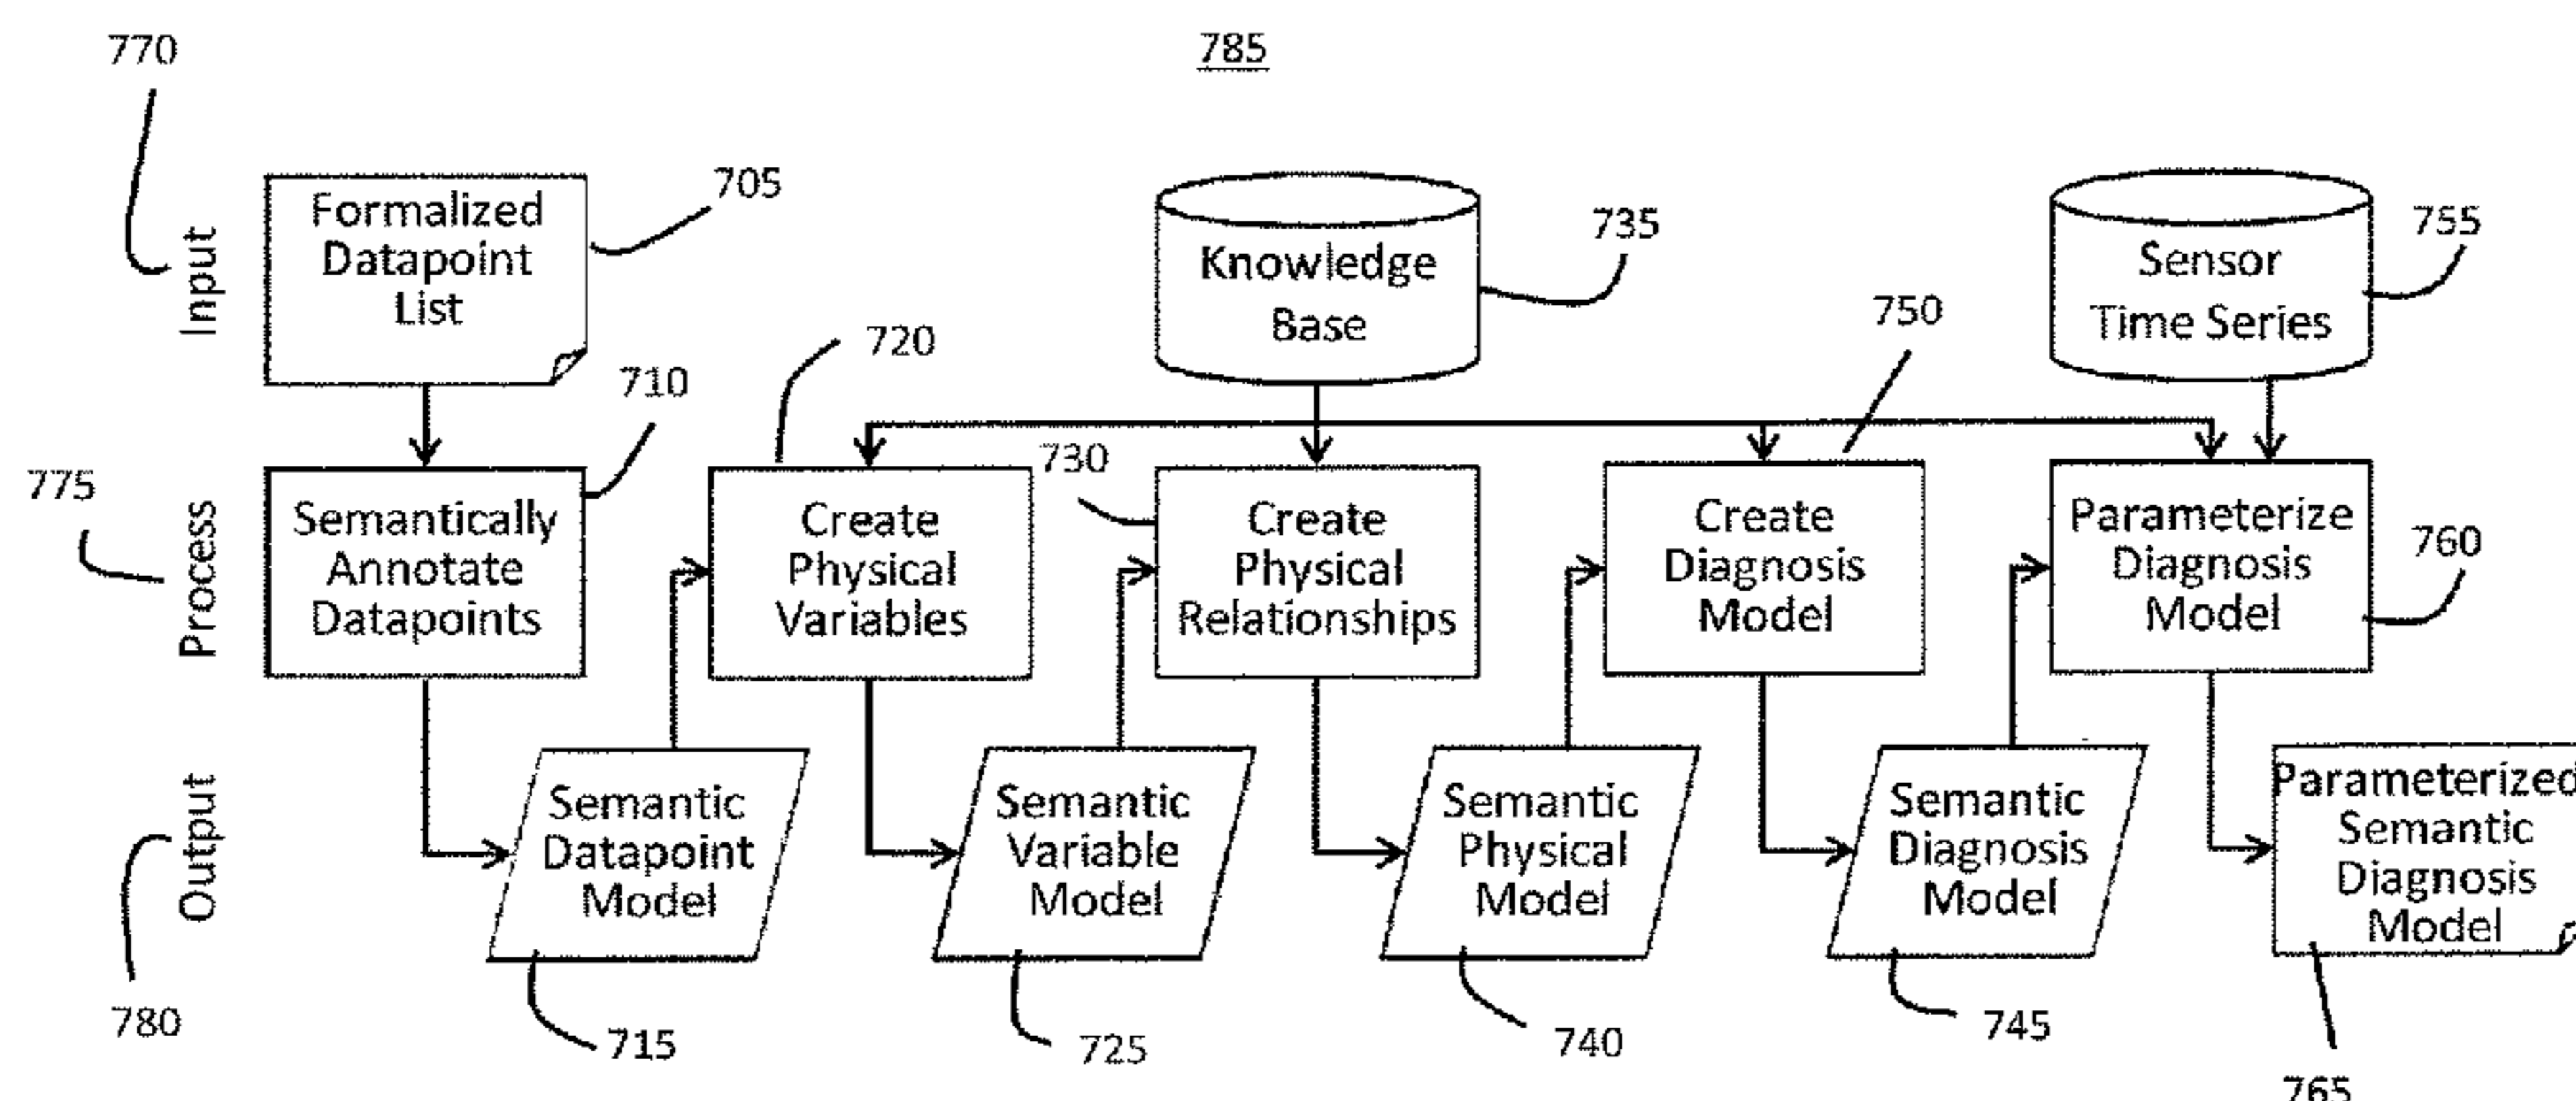 770
785
705
Formalized
Datapoint
List
Input
Knowledge
Base
735
Sensor
Time Series
755
750
720
710
730
775
Process
Semantically
Annotate
Datapoints
Create
Physical
Variables
Create
Physical
Relationships
Create
Diagnosis
Model
Parameterize
Diagnosis
Model
760
Output
Semantic
Datapoint
Model
Semantic
Variable
Model
Semantic
Physical
Model
Semantic
Diagnosis
Model
Parameterized
Semantic
Diagnosis
Model
780
715
725
740
745
765